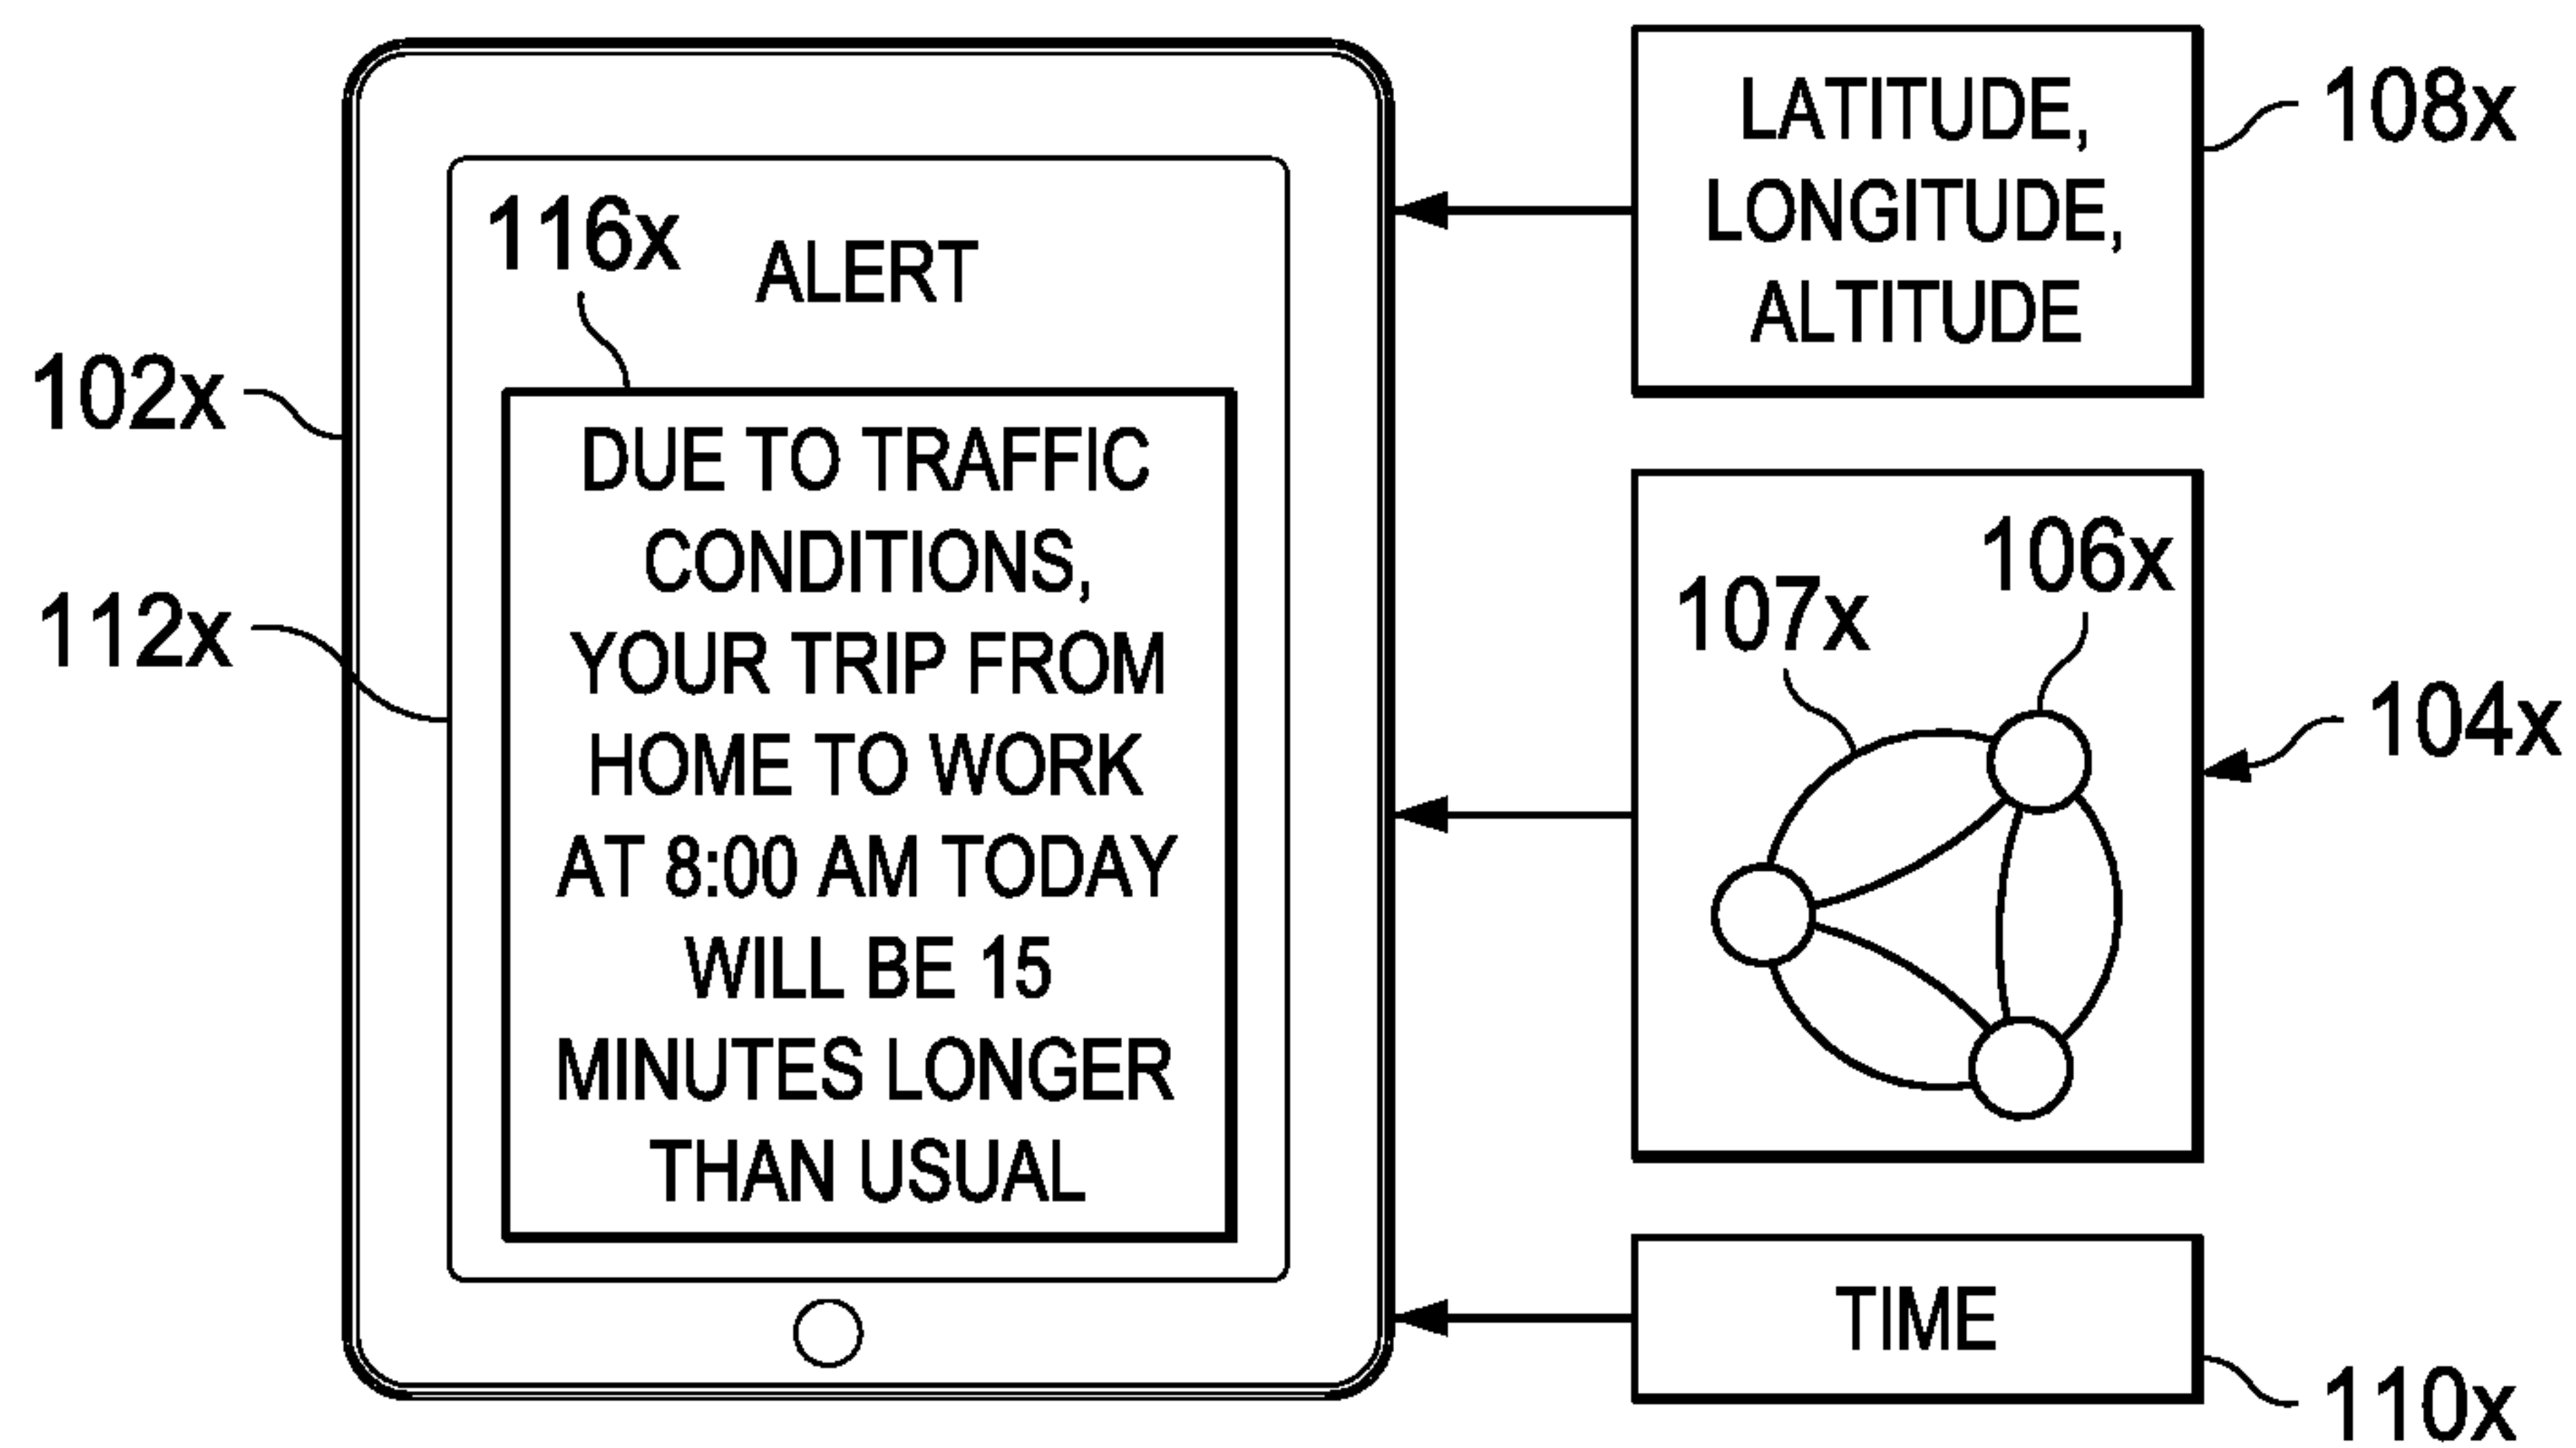 116x
ALERT
102x
112x
DUE TO TRAFFIC
CONDITIONS,
YOUR TRIP FROM
HOME TO WORK
AT 8:00 AM TODAY
WILL BE 15
MINUTES LONGER
THAN USUAL
LATITUDE,
LONGITUDE,
ALTITUDE
108x
106x
107x
104x
TIME
110x